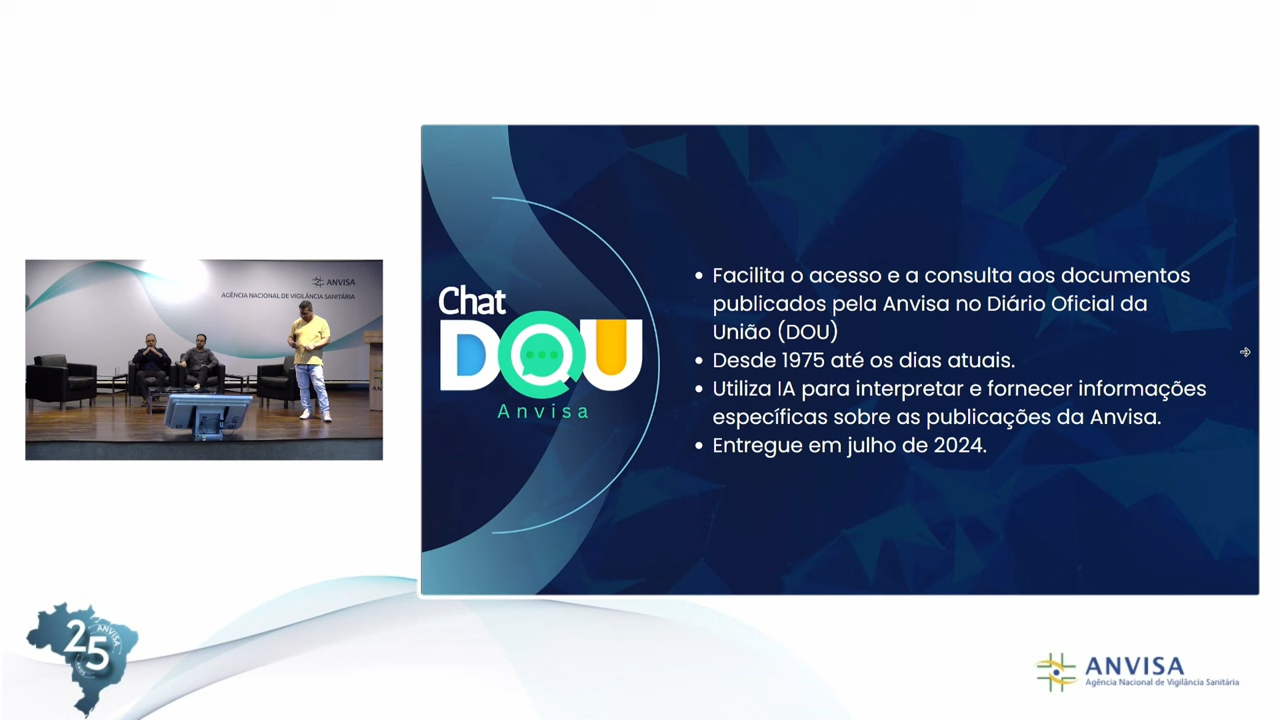 ANVISA
AGÊNCIA NACIONAL DE VIGILÂNCIA SANITÁRIA
Chat
DOU
Anvisa
• Facilita o acesso e a consulta aos documentos
publicados pela Anvisa no Diário Oficial da
União (DOU)
• Desde 1975 até os dias atuais.
• Utiliza IA para interpretar e fornecer informações
específicas sobre as publicações da Anvisa.
• Entregue em julho de 2024.
25
ANVISA
ANVISA
Agência Nacional de Vigilância Sanitária